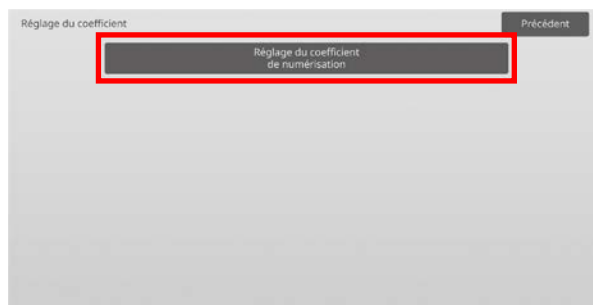 Réglage du coefficient
Précédent
Réglage du coefficient
de numérisation